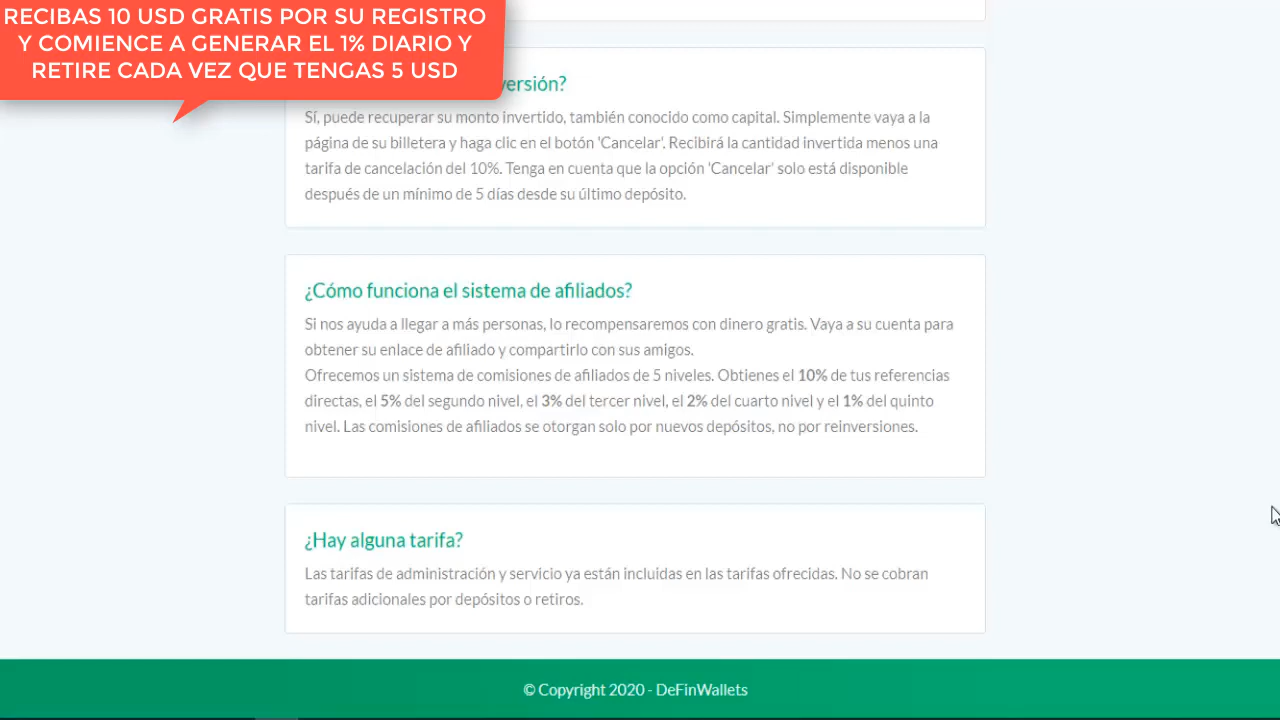 RECIBAS 10 USD GRATIS POR SU REGISTRO
Y COMIENCE A GENERAR EL 1% DIARIO Y
RETIRE CADA VEZ QUE TENGAS 5 USD
versión?
Sí, puede recuperar su monto invertido, también conocido como capital. Simplemente vaya a la
página de su billetera y haga clic en el botón 'Cancelar'. Recibirá la cantidad invertida menos una
tarifa de cancelación del 10%. Tenga en cuenta que la opción 'Cancelar' solo está disponible
después de un mínimo de 5 días desde su último depósito.
¿Cómo funciona el sistema de afiliados?
Si nos ayuda a llegar a más personas, lo recompensaremos con dinero gratis. Vaya a su cuenta para
obtener su enlace de afiliado y compartirlo con sus amigos.
Ofrecemos un sistema de comisiones de afiliados de 5 niveles. Obtienes el 10% de tus referencias
directas, el 5% del segundo nivel, el 3% del tercer nivel, el 2% del cuarto nivel y el 1% del quinto
nivel. Las comisiones de afiliados se otorgan solo por nuevos depósitos, no por reinversiones.
¿Hay alguna tarifa?
Las tarifas de administración y servicio ya están incluidas en las tarifas ofrecidas. No se cobran
tarifas adicionales por depósitos o retiros.
© Copyright 2020 - DeFinWallets